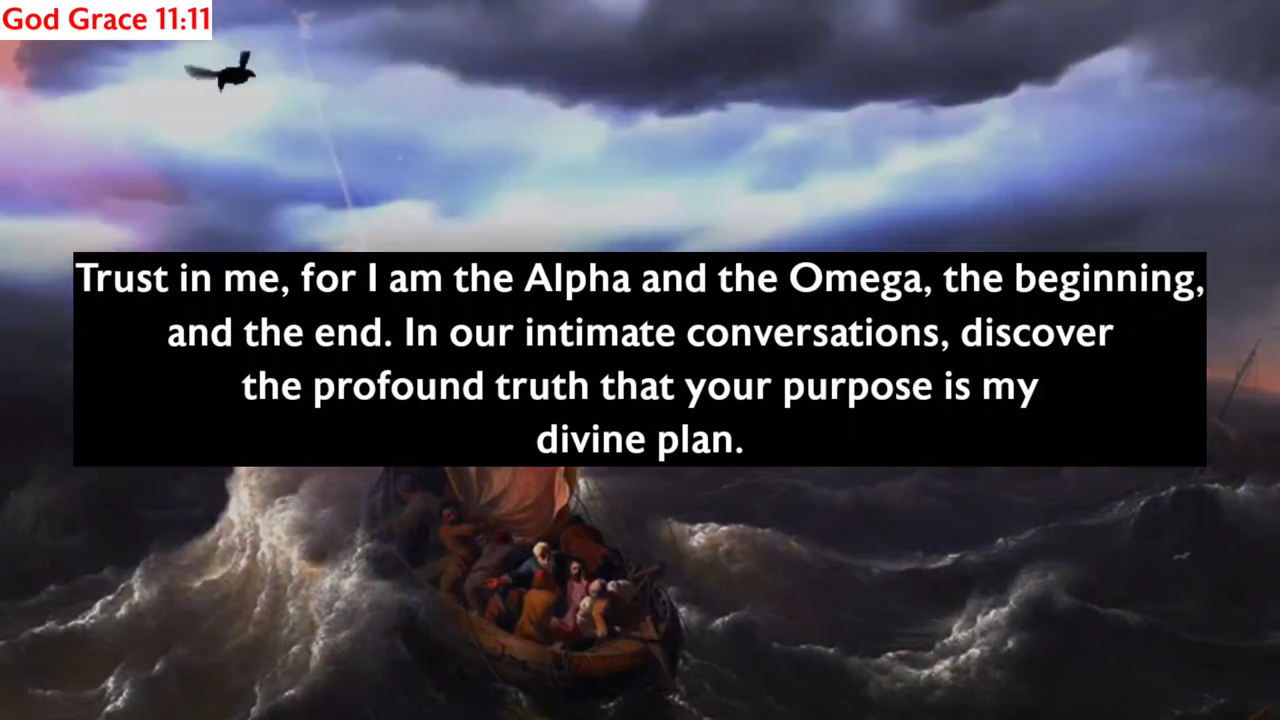 God Grace 11:11
Trust in me, for I am the Alpha and the Omega, the beginning,
and the end. In our intimate conversations, discover
the profound truth that your purpose is my
divine plan.